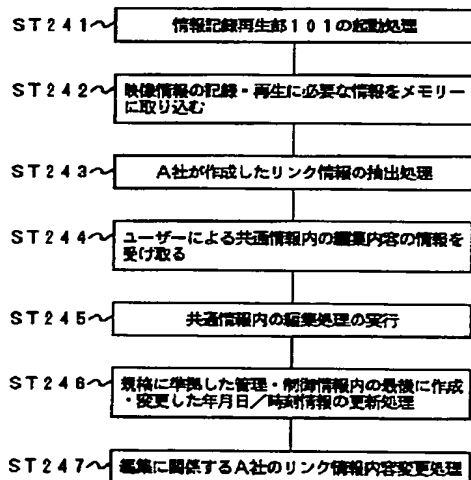 ST241 情報記録再生部101の起動処理
ST242 映像情報の記録・再生に必要な情報をメモリー
に取り込む
ST243 A社が作成したリンク情報の抽出処理
ST244 ユーザーによる共通情報内の編集内容の情報を
受け取る
ST245 共通情報内の編集処理の実行
ST246 規格に準拠した管理・制御情報内の最後に作成
・変更した年月日/時刻情報の更新処理
ST247 編集に関係するA社のリンク情報内容変更処理